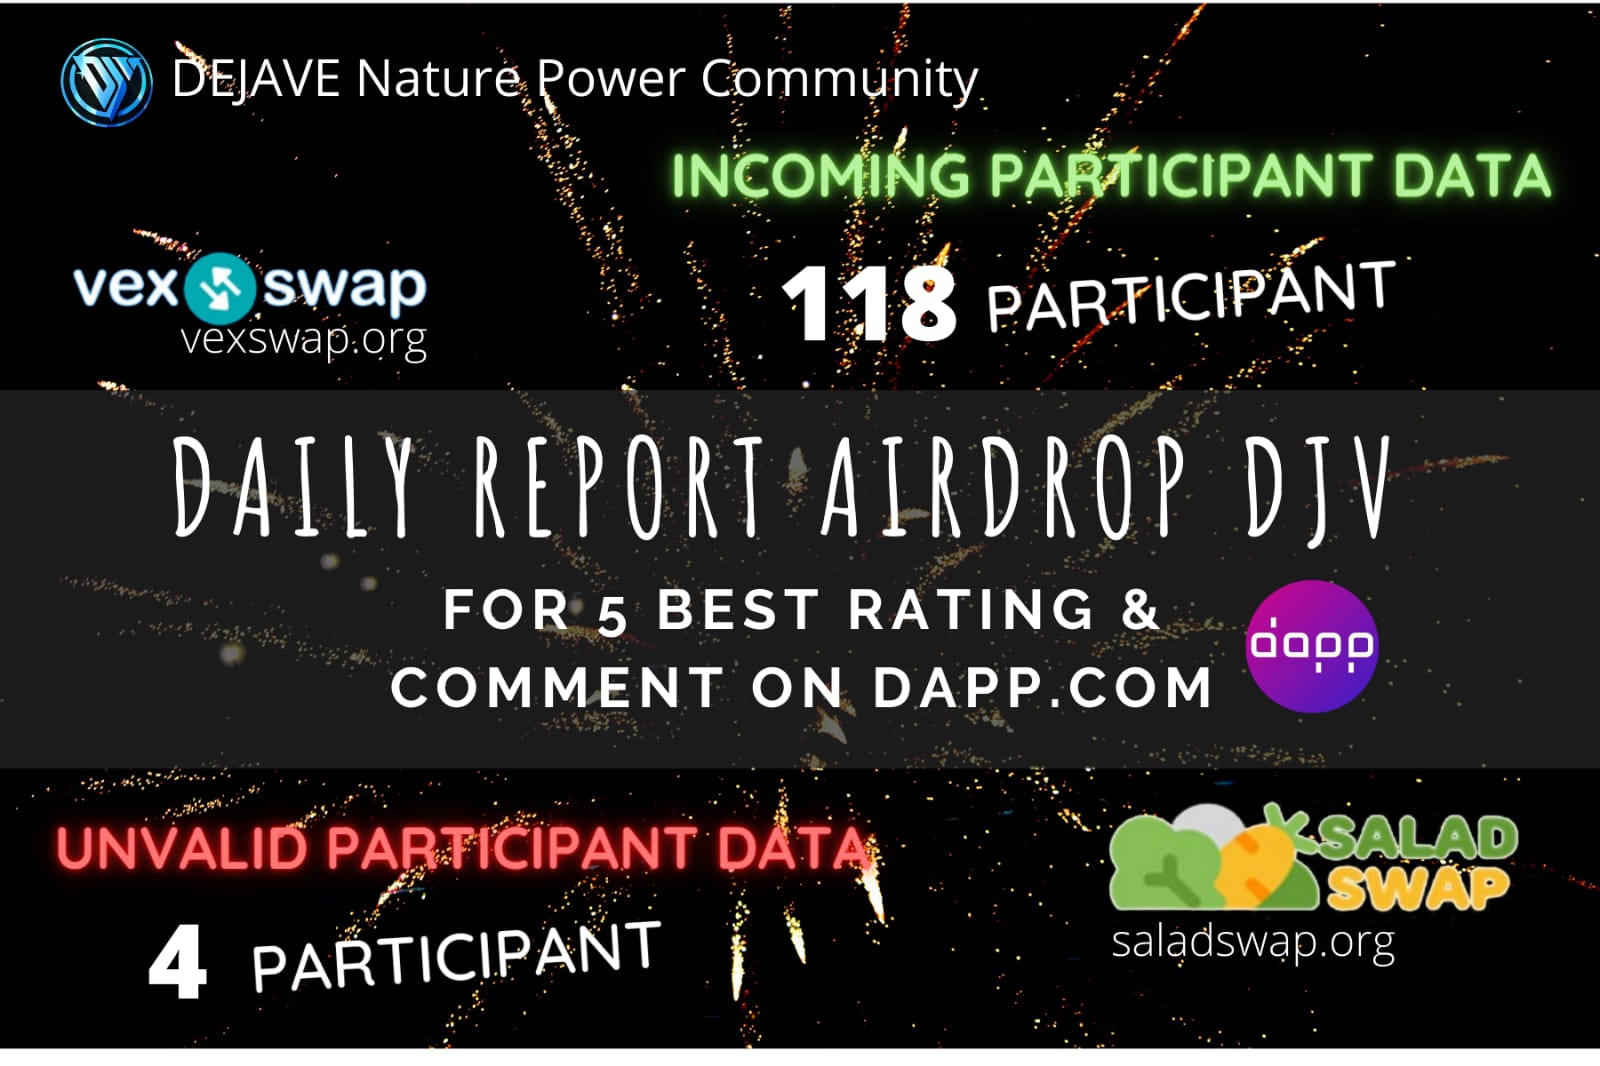 DEJAVE Nature Power Community
INCOMING PARTICIPANT DATA
vex swap
vexswap.org
118 PARTICIPANT
DAILY REPORT AIRDROP DJV
FOR 5 BEST RATING &
COMMENT ON DAPP.COM
dapp
UNVALID PARTICIPANT DATA
4 PARTICIPANT
SALAD
SWAP
saladswap.org